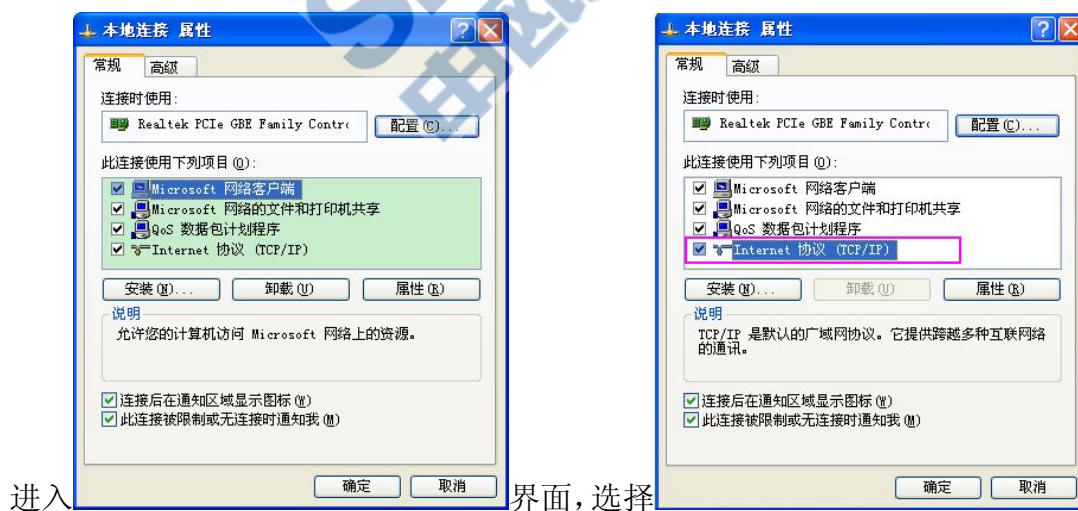 本地连接 属性
常规 高级
连接时使用:
Realtek PCIe GBE Family Contr
配置(C)...
此连接使用下列项目(O):
Microsoft 网络客户端
Microsoft 网络的文件和打印机共享
QoS 数据包计划程序
Internet 协议 (TCP/IP)
安装(N)... 卸载(U) 属性(R)
说明
允许您的计算机访问 Microsoft 网络上的资源。
连接后在通知区域显示图标(W)
此连接被限制或无连接时通知我(M)
确定 取消
本地连接 属性
常规 高级
连接时使用:
Realtek PCIe GBE Family Contr
配置(C)...
此连接使用下列项目(O):
Microsoft 网络客户端
Microsoft 网络的文件和打印机共享
QoS 数据包计划程序
Internet 协议 (TCP/IP)
安装(N)... 卸载(U) 属性(R)
说明
TCP/IP 是默认的广域网协议。它提供跨越多种互联网络
的通讯。
连接后在通知区域显示图标(W)
此连接被限制或无连接时通知我(M)
确定 取消
进入 界面，选择